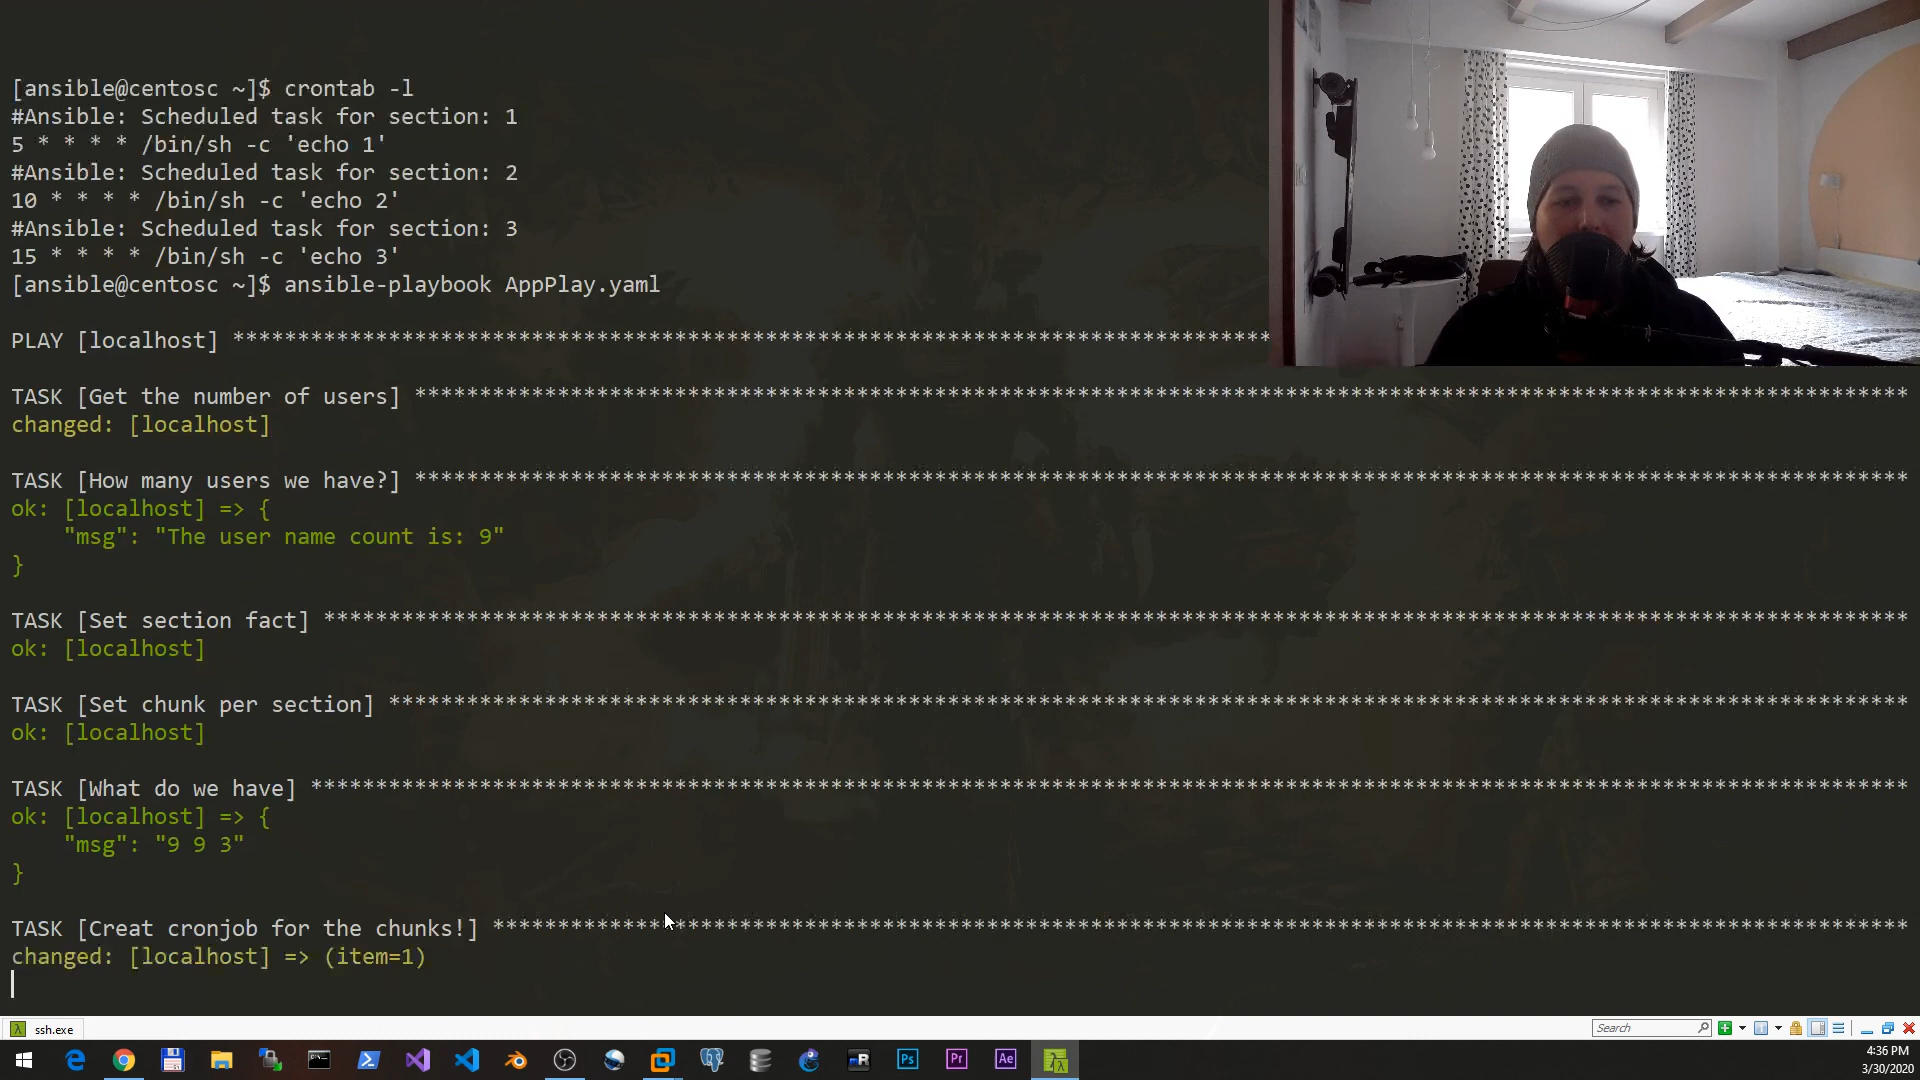 [ansible@centosc ~]$ crontab -l
#Ansible: Scheduled task for section: 1
5 * * * * /bin/sh -c 'echo 1'
#Ansible: Scheduled task for section: 2
10 * * * * /bin/sh -c 'echo 2'
#Ansible: Scheduled task for section: 3
15 * * * * /bin/sh -c 'echo 3'
[ansible@centosc ~]$ ansible-playbook AppPlay.yaml
PLAY [localhost] ********************************************************************************
TASK [Get the number of users] *******************************************************************************************************************
changed: [localhost]
TASK [How many users we have?] *******************************************************************************************************************
ok: [localhost] => {
"msg": "The user name count is: 9"
}
TASK [Set section fact] **************************************************************************************************************************
ok: [localhost]
TASK [Set chunk per section] *********************************************************************************************************************
ok: [localhost]
TASK [What do we have] ***************************************************************************************************************************
ok: [localhost] => {
"msg": "9 9 3"
}
TASK [Creat cronjob for the chunks!] *************************************************************************************************************
changed: [localhost] => (item=1)
ssh.exe
Search
Ps
Pr
Ae
4:36 PM
3/30/2020